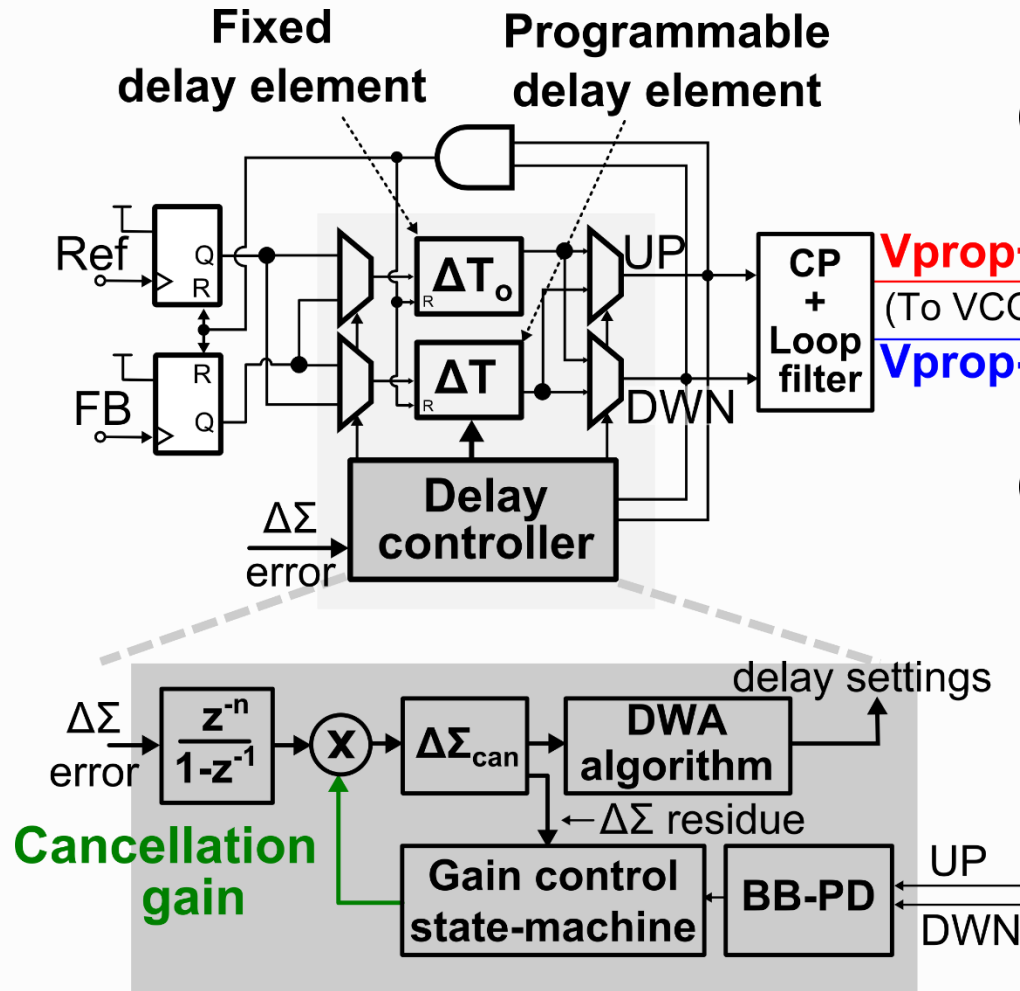 Fixed
delay element
Programmable
delay element
Ref
Q
R
FB
R
Q
ΔTo
R
ΔT
R
UP
DWN
CP
+
Loop
filter
Vprop-
(To VCO
Vprop-
ΔΣ
error
Delay
controller
delay settings
ΔΣ
error
z-n
1-z-1
X
ΔΣcan
DWA
algorithm
ΔΣ residue
Cancellation
gain
Gain control
state-machine
BB-PD
UP
DWN